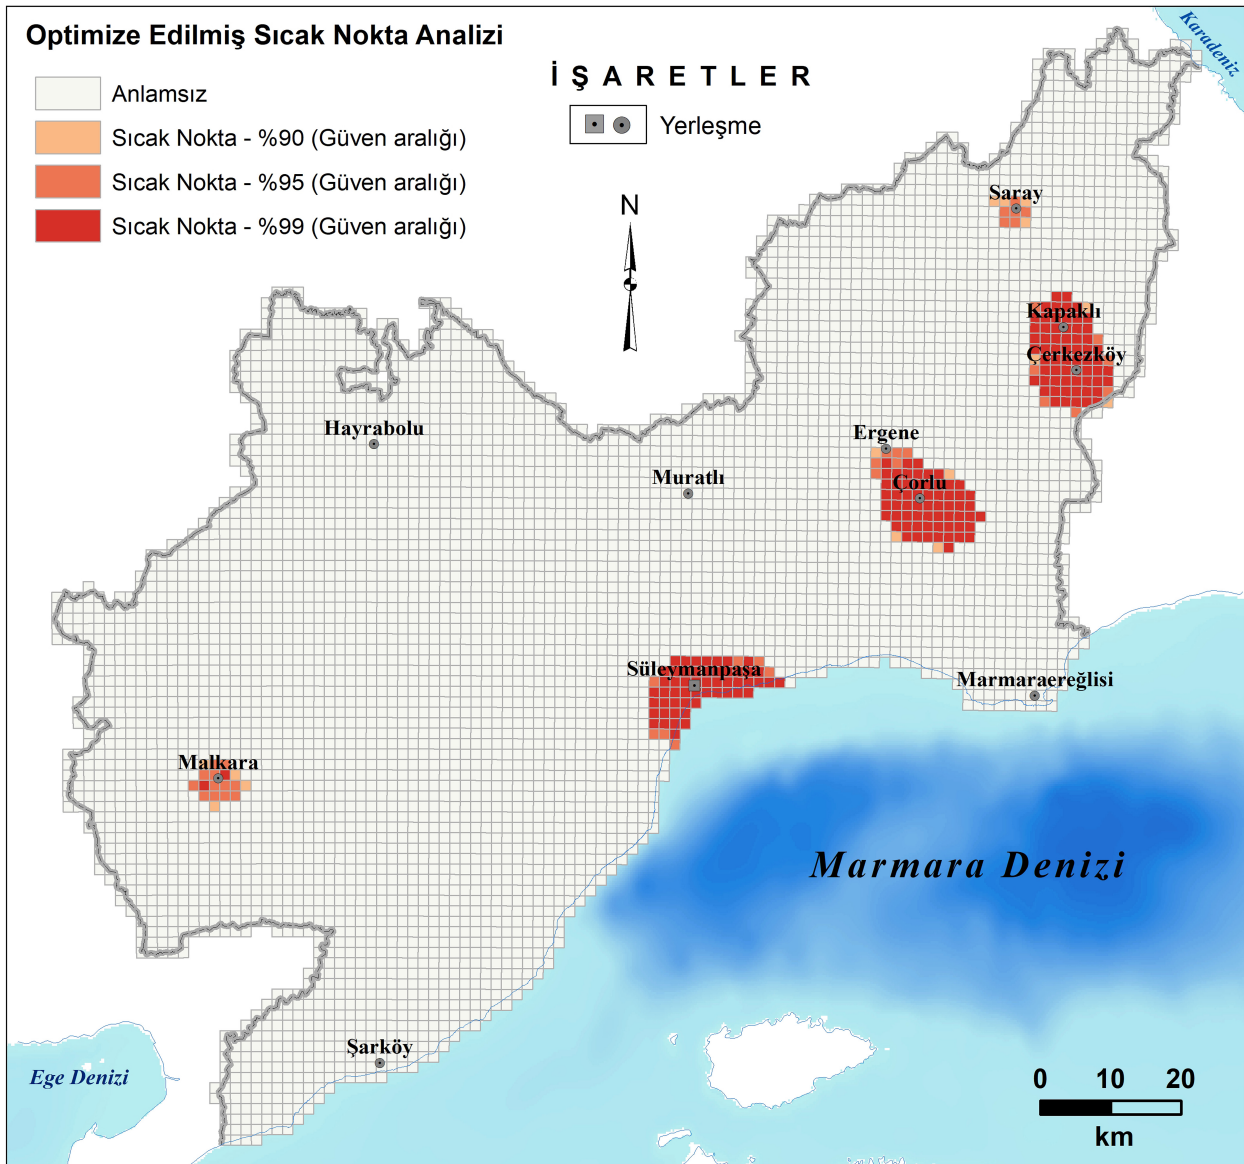 Optimize Edilmiş Sıcak Nokta Analizi
Anlamsız
Sıcak Nokta - %90 (Güven aralığı)
Sıcak Nokta - %95 (Güven aralığı)
Sıcak Nokta - %99 (Güven aralığı)
İŞARETLER
Yerleşme
N
Karadeniz
Saray
Kapaklı
Çerkezköy
Hayrabolu
Ergene
Muratlı
Çorlu
Süleymanpaşa
Marmaraereğlisi
Malkara
Marmara Denizi
Şarköy
Ege Denizi
0 10 20
km